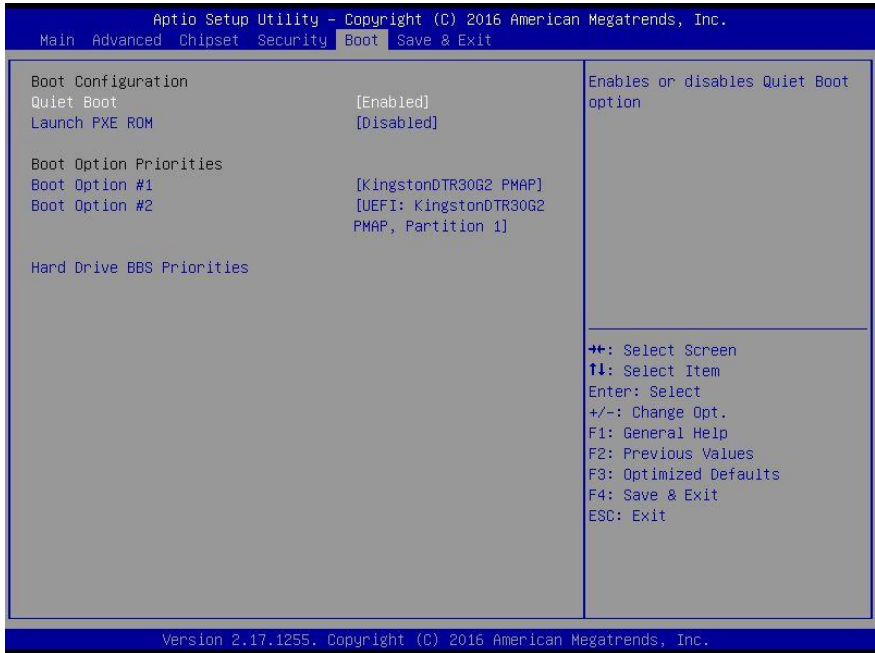 Aptio Setup Utility – Copyright (C) 2016 American Megatrends, Inc.
Main Advanced Chipset Security Boot Save & Exit
Boot Configuration
Quiet Boot [Enabled]
Launch PXE ROM [Disabled]
Boot Option Priorities
Boot Option #1 [KingstonDTR30G2 PMAP]
Boot Option #2 [UEFI: KingstonDTR30G2
PMAP, Partition 1]
Hard Drive BBS Priorities
Enables or disables Quiet Boot
option
→←: Select Screen
↑↓: Select Item
Enter: Select
+/-: Change Opt.
F1: General Help
F2: Previous Values
F3: Optimized Defaults
F4: Save & Exit
ESC: Exit
Version 2.17.1255. Copyright (C) 2016 American Megatrends, Inc.